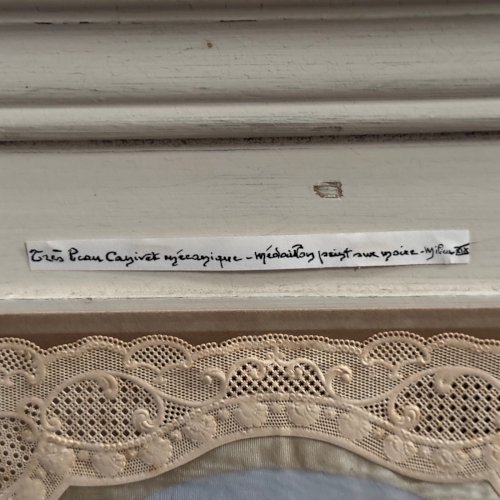 Très Beau Canivet mécanique - Médaillon peint sur moire - Milieu XIX